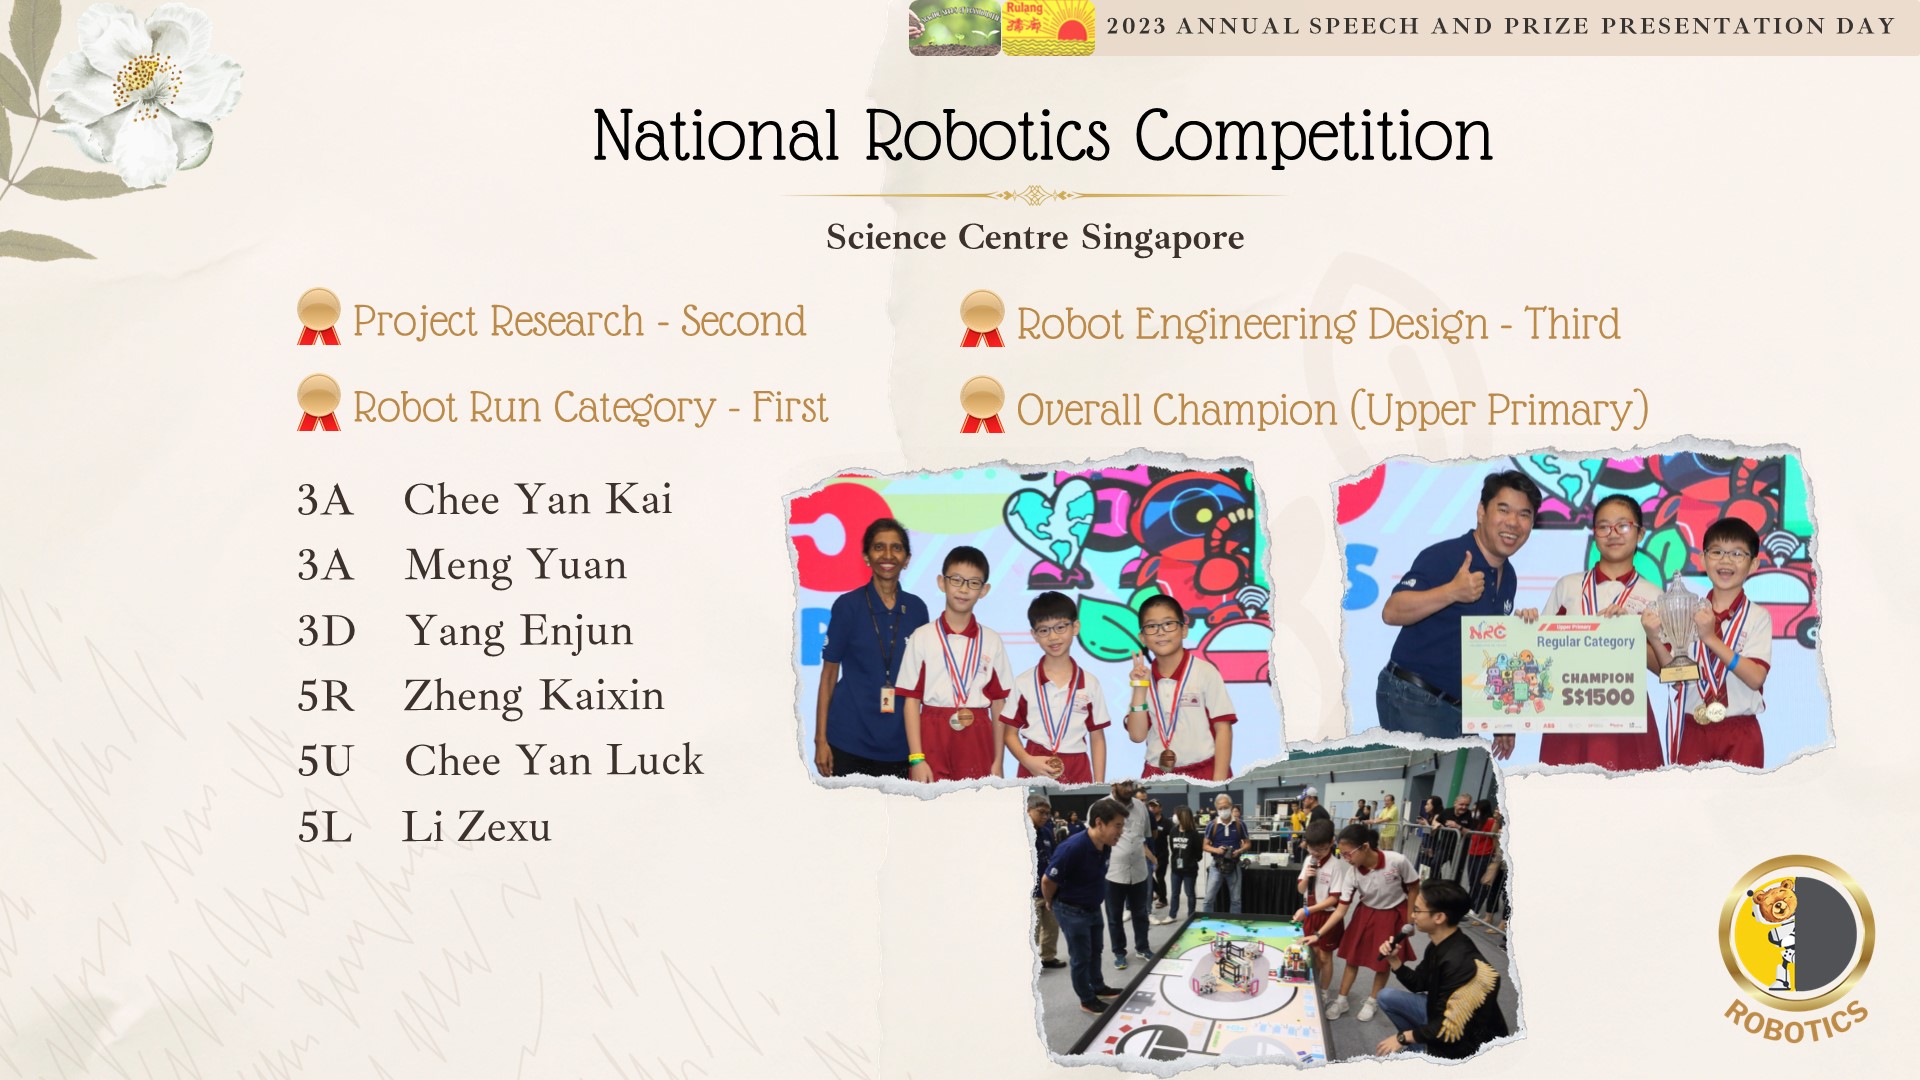 Rulang
2023 ANNUAL SPEECH AND PRIZE PRESENTATION DAY
National Robotics Competition
Science Centre Singapore
Project Research - Second
Robot Engineering Design - Third
Robot Run Category - First
Overall Champion (Upper Primary)
3A Chee Yan Kai
3A Meng Yuan
3D Yang Enjun
5R Zheng Kaixin
5U Chee Yan Luck
5L Li Zexu
NRC
Upper Primary
Regular Category
CHAMPION
S$1500
ROBOTICS